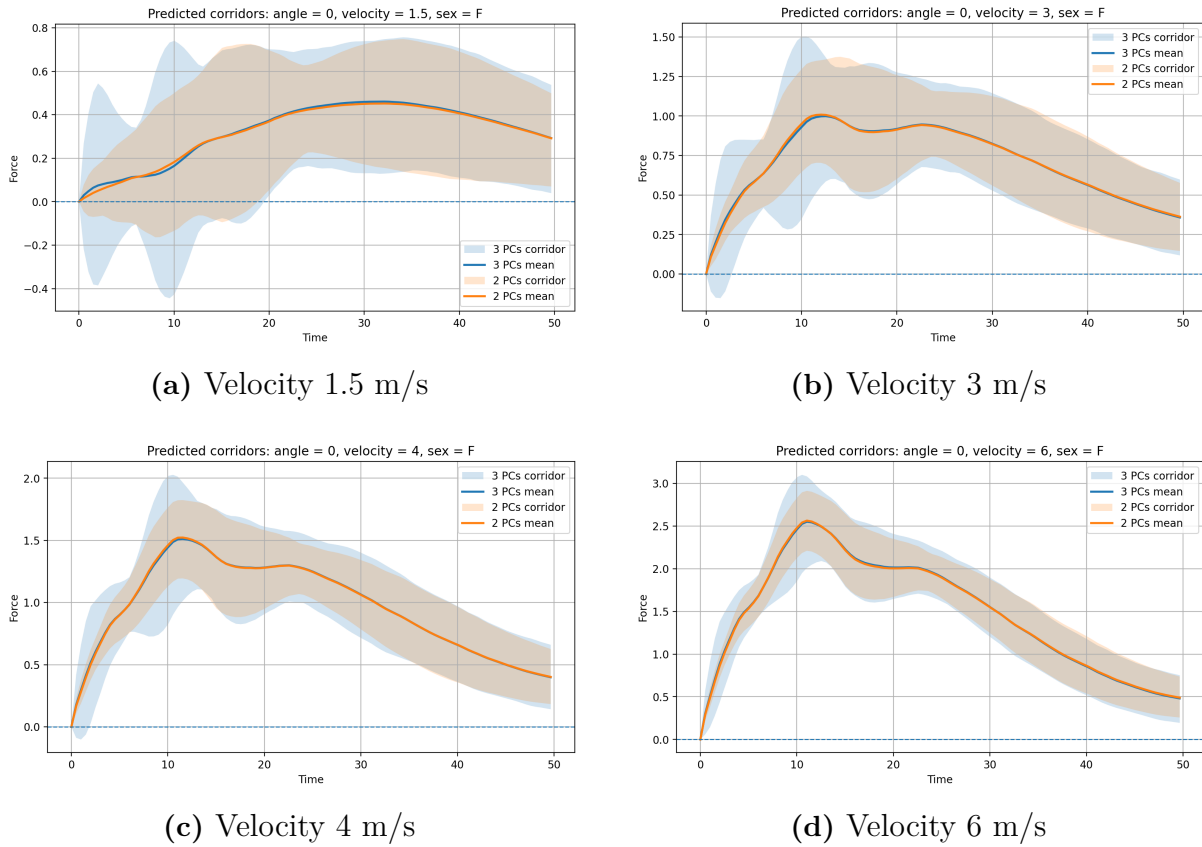 Predicted corridors: angle = 0, velocity = 1.5, sex = F
0.8
0.6
0.4
0.2
0.0
−0.2
−0.4
Force
0
10
20
30
40
50
Time
3 PCs corridor
3 PCs mean
2 PCs corridor
2 PCs mean
(a) Velocity 1.5 m/s
Predicted corridors: angle = 0, velocity = 3, sex = F
1.50
1.25
1.00
0.75
0.50
0.25
0.00
Force
0
10
20
30
40
50
Time
3 PCs corridor
3 PCs mean
2 PCs corridor
2 PCs mean
(b) Velocity 3 m/s
Predicted corridors: angle = 0, velocity = 4, sex = F
2.0
1.5
1.0
0.5
0.0
Force
0
10
20
30
40
50
Time
3 PCs corridor
3 PCs mean
2 PCs corridor
2 PCs mean
(c) Velocity 4 m/s
Predicted corridors: angle = 0, velocity = 6, sex = F
3.0
2.5
2.0
1.5
1.0
0.5
0.0
Force
0
10
20
30
40
50
Time
3 PCs corridor
3 PCs mean
2 PCs corridor
2 PCs mean
(d) Velocity 6 m/s